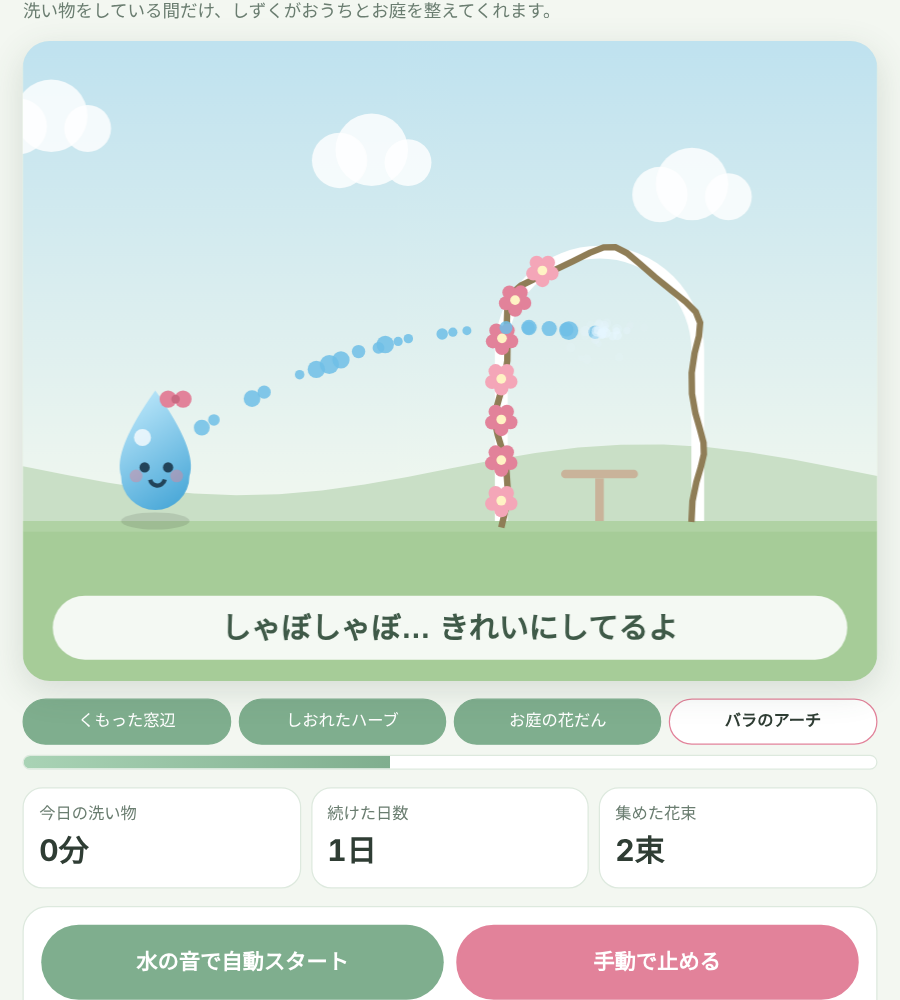 洗い物をしている間だけ、しずくがおうちとお庭を整えてくれます。
しゃぼしゃぼ… きれいにしてるよ
くもった窓辺
しおれたハーブ
お庭の花だん
バラのアーチ
今日の洗い物
0分
続けた日数
1日
集めた花束
2束
水の音で自動スタート
手動で止める